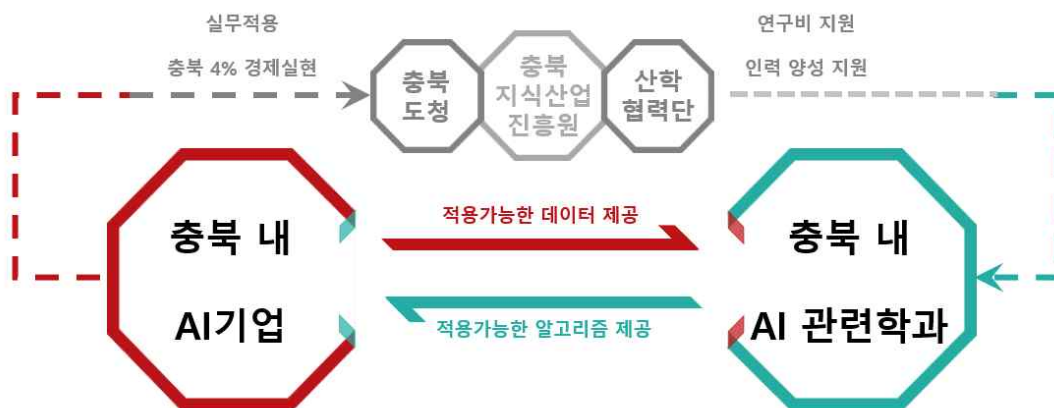 실무적용
충북 4% 경제실현
충북
도청
충북
지식산업
진흥원
산학
협력단
연구비 지원
인력 양성 지원
충북 내
AI기업
적용가능한 데이터 제공
적용가능한 알고리즘 제공
충북 내
AI 관련학과